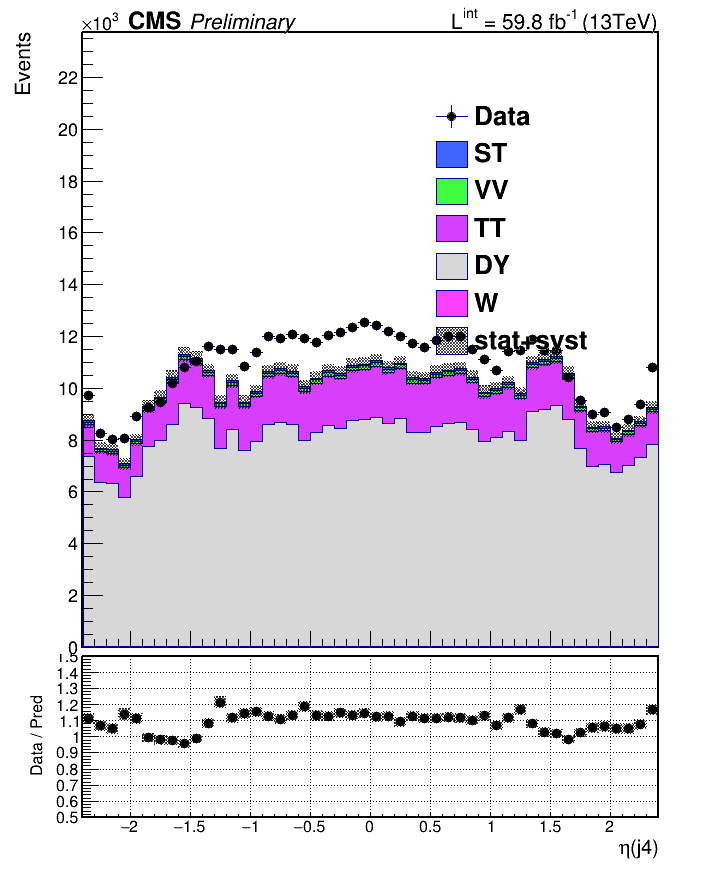 ×10³ CMS Preliminary L^int = 59.8 fb⁻¹ (13TeV)
Events
22
20
18
16
14
12
10
8
6
4
2
0
Data
ST
VV
TT
DY
W
stat+syst
Data / Pred
1.5
1.4
1.3
1.2
1.1
1
0.9
0.8
0.7
0.6
0.5
−2 −1.5 −1 −0.5 0 0.5 1 1.5 2
η(j4)